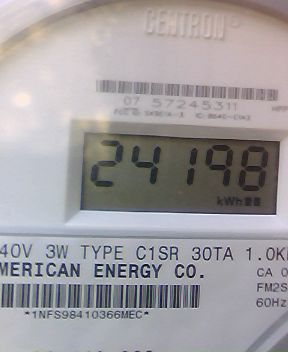 CENTRON
07 57245311
24198
kWh
40V 3W TYPE C1SR 30TA 1.0K
MERICAN ENERGY CO.
CA 0
FM2S
60Hz
*1NFS98410366MEC*